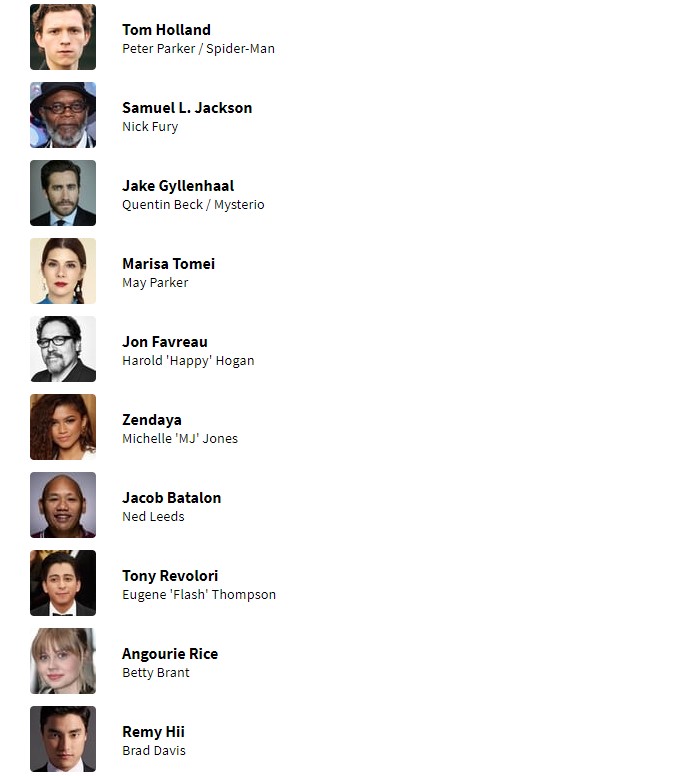 Tom Holland
Peter Parker / Spider-Man
Samuel L. Jackson
Nick Fury
Jake Gyllenhaal
Quentin Beck / Mysterio
Marisa Tomei
May Parker
Jon Favreau
Harold 'Happy' Hogan
Zendaya
Michelle 'MJ' Jones
Jacob Batalon
Ned Leeds
Tony Revolori
Eugene 'Flash' Thompson
Angourie Rice
Betty Brant
Remy Hii
Brad Davis